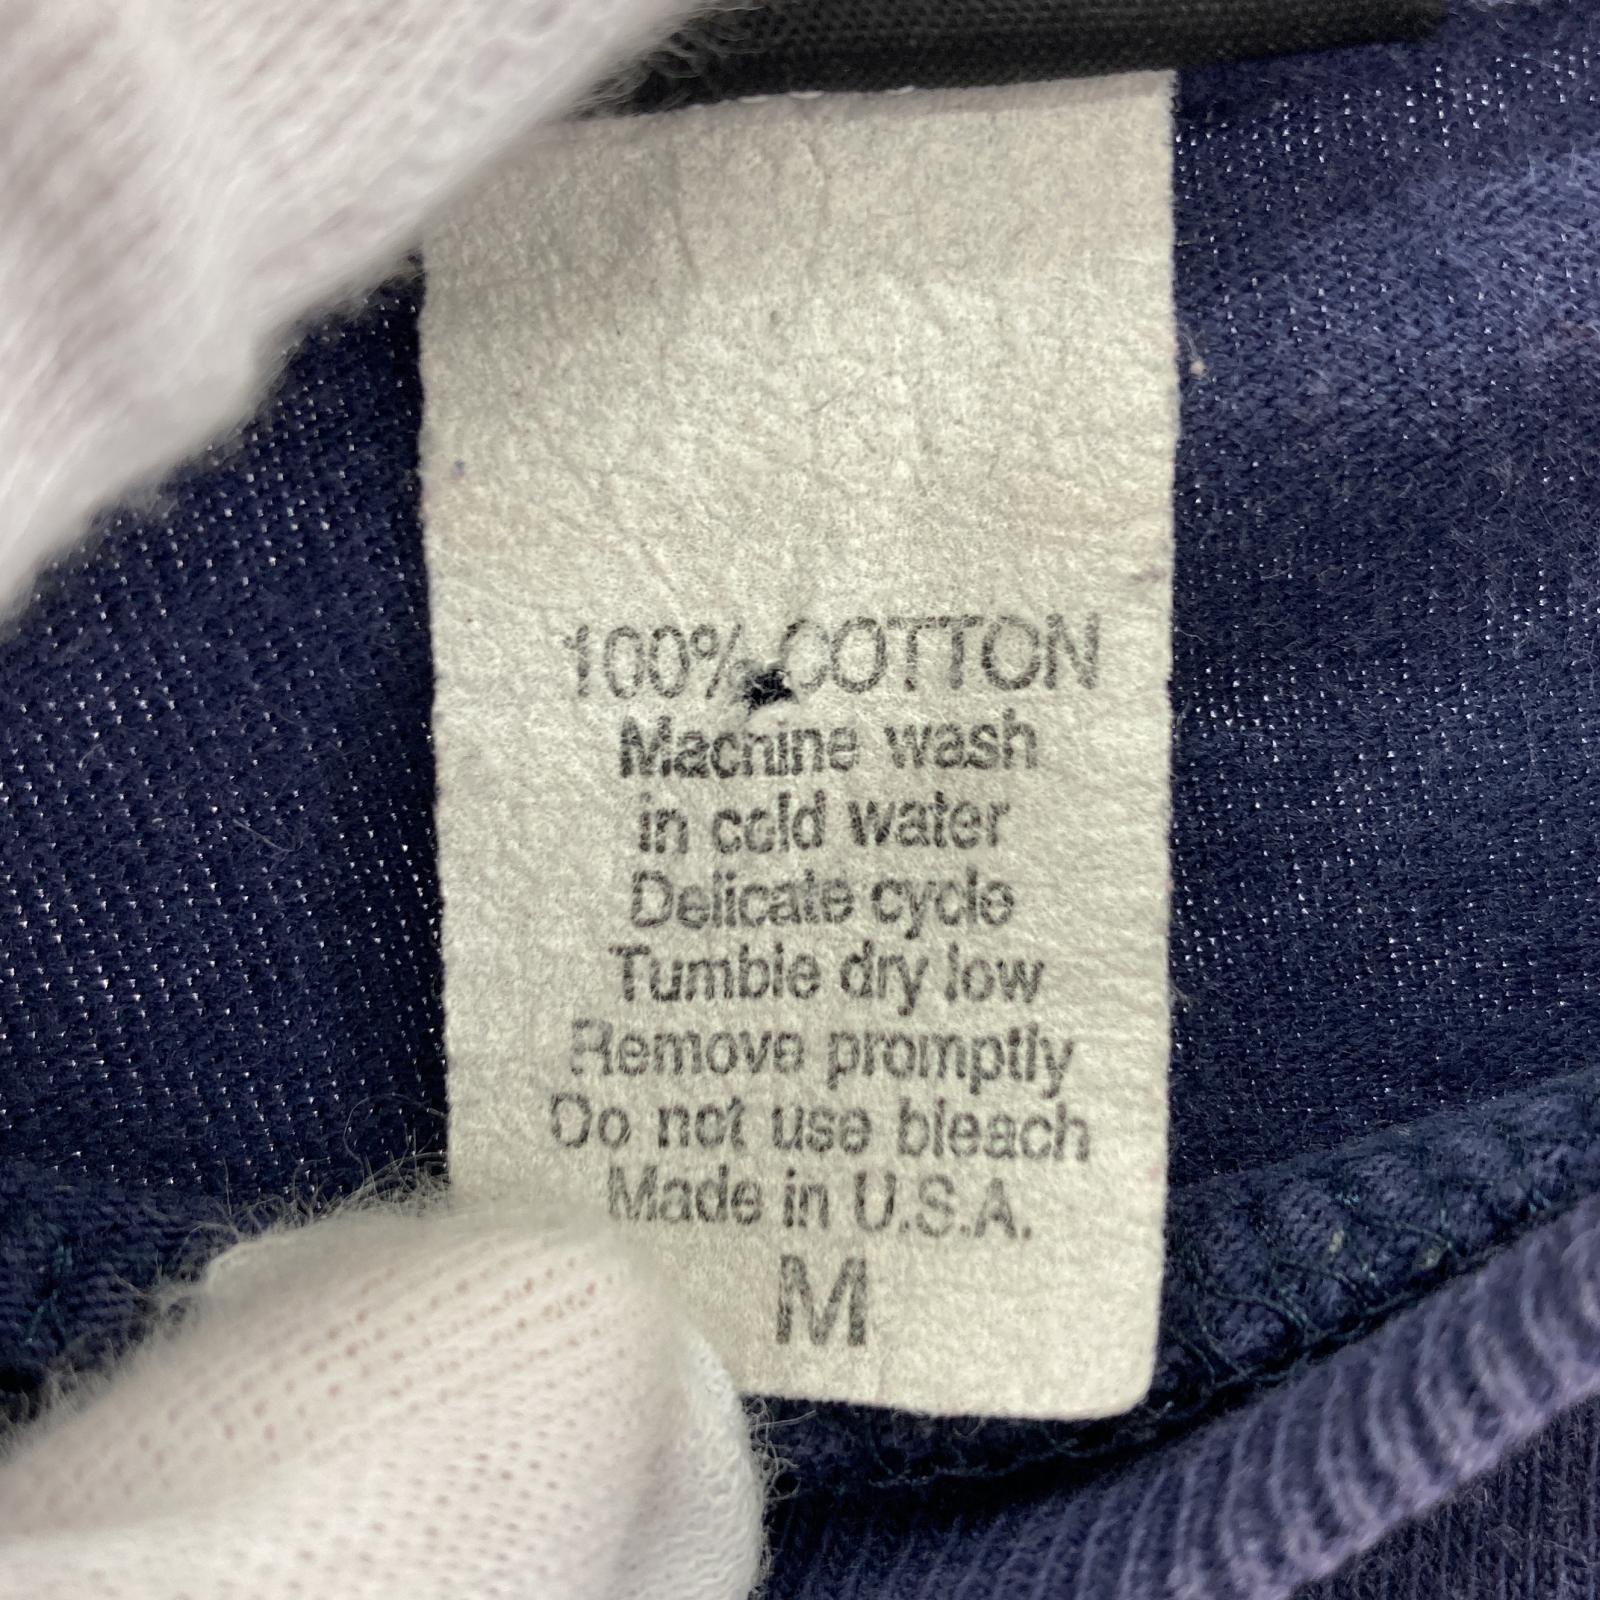 100% COTTON
Machine wash
in cold water
Delicate cycle
Tumble dry low
Remove promptly
Do not use bleach
Made in U.S.A.
M